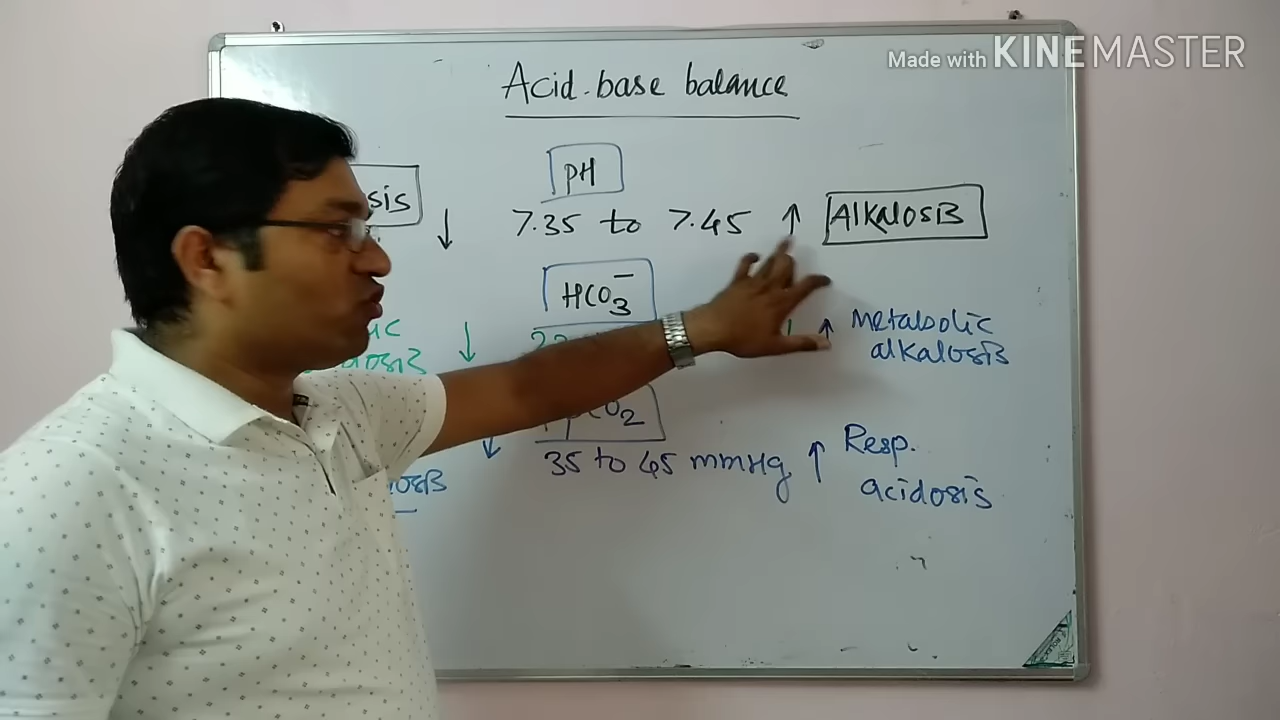 Made with KINEMASTER
Acid-base balance
PH
↓ 7.35 to 7.45 ↑ Alkalosis
HCO3-
↓ ↑ Metabolic
alkalosis
↓ 35 to 45 mmHg ↑ Resp.
acidosis